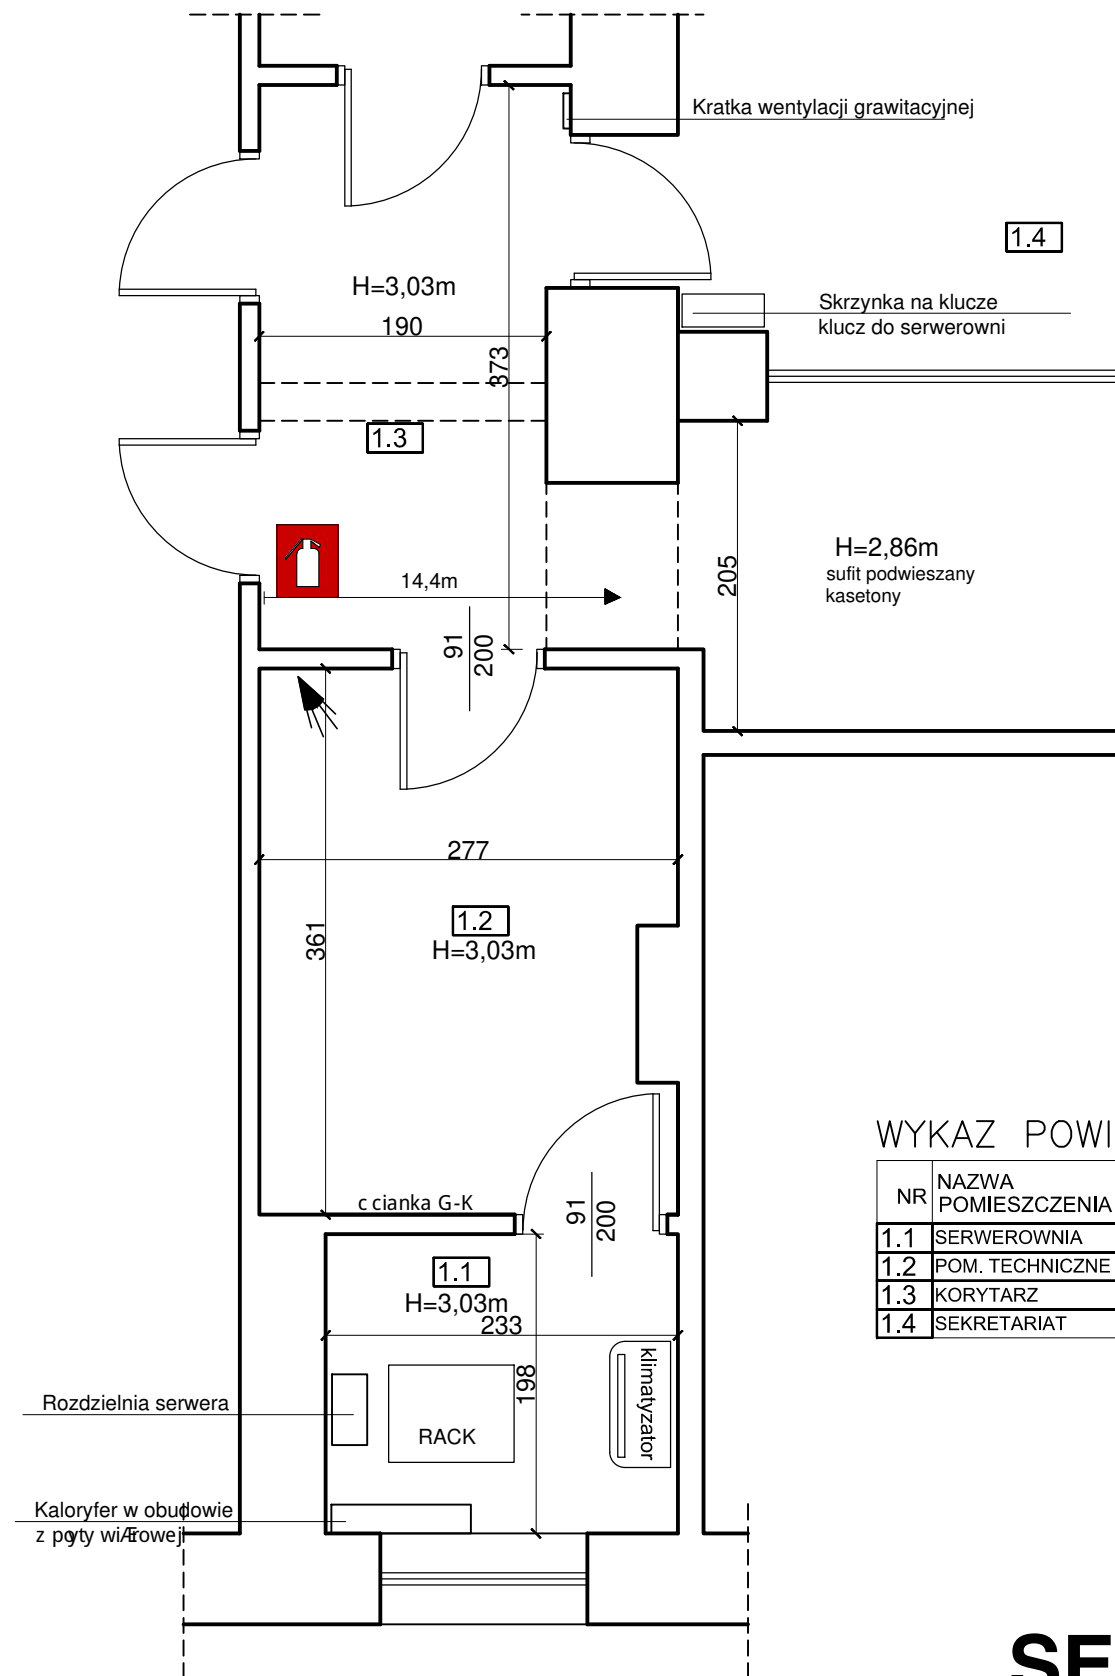 Kratka wentylacji grawitacyjnej
1.4
H=3,03m
190
373
Skrzynka na klucze
klucz do serwerowni
1.3
H=2,86m
sufit podwieszany
kasetony
205
14,4m
91
200
277
361
1.2
H=3,03m
WYKAZ POWI
NR
NAZWA
POMIESZCZENIA
1.1 SERWEROWNIA
1.2 POM. TECHNICZNE
1.3 KORYTARZ
1.4 SEKRETARIAT
c cianka G-K
91
200
1.1
H=3,03m
233
198
klimatyzator
RACK
Rozdzielnia serwera
Kaloryfer w obudowie
z
SE